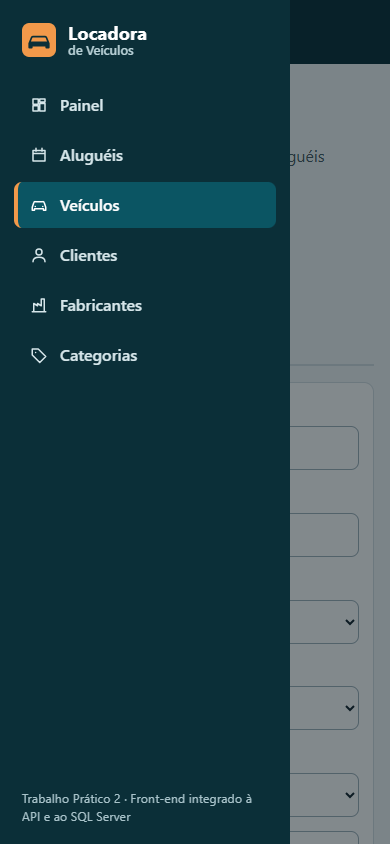 Locadora
de Veículos
Painel
Aluguéis
guéis
Veículos
Clientes
Fabricantes
Categorias
Trabalho Prático 2 · Front-end integrado à
API e ao SQL Server